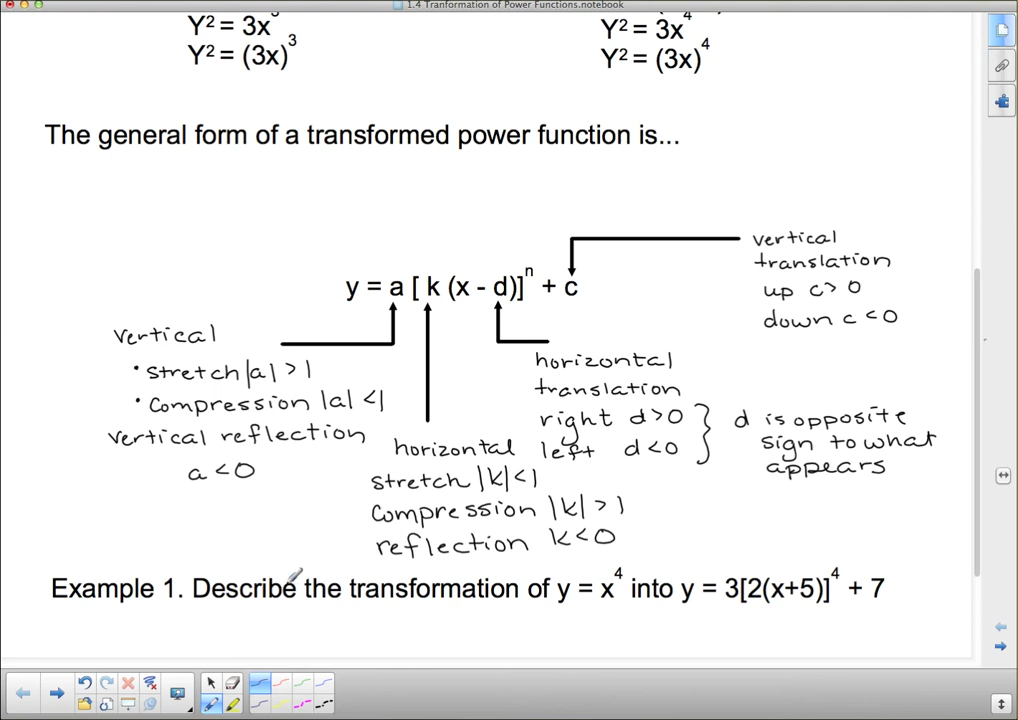 1.4 Tranformation of Power Functions.notebook
Y² = 3x³
Y² = (3x)³
Y² = 3x⁴
Y² = (3x)⁴
The general form of a transformed power function is...
y = a [ k (x - d)]ⁿ + c
vertical
translation
up c > 0
down c < 0
vertical
• stretch |a| > 1
• compression |a| < 1
vertical reflection
a < 0
horizontal
stretch |k| < 1
compression |k| > 1
reflection k < 0
horizontal
translation
right d > 0
left d < 0
d is opposite
sign to what
appears
Example 1. Describe the transformation of y = x⁴ into y = 3[2(x+5)]⁴ + 7